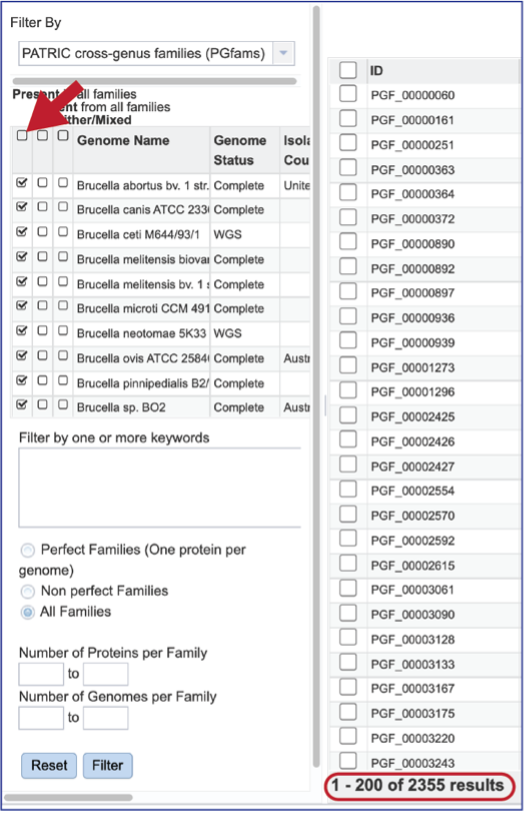 Filter By
PATRIC cross-genus families (PGfams)
Present all families
ent from all families
ither/Mixed
Genome Name Genome Status Isola Cou
Brucella abortus bv. 1 str. Complete Unite
Brucella canis ATCC 233 Complete
Brucella ceti M644/93/1 WGS
Brucella melitensis biova Complete
Brucella melitensis bv. 1 s Complete
Brucella microti CCM 491 Complete
Brucella neotomae 5K33 WGS
Brucella ovis ATCC 2584 Complete Austr
Brucella pinnipedialis B2/ Complete
Brucella sp. BO2 Complete Austr
Filter by one or more keywords
Perfect Families (One protein per
genome)
Non perfect Families
All Families
Number of Proteins per Family
to
Number of Genomes per Family
to
Reset Filter
ID
PGF_00000060
PGF_00000161
PGF_00000251
PGF_00000363
PGF_00000364
PGF_00000372
PGF_00000890
PGF_00000892
PGF_00000897
PGF_00000936
PGF_00000939
PGF_00001273
PGF_00001296
PGF_00002425
PGF_00002426
PGF_00002427
PGF_00002554
PGF_00002570
PGF_00002592
PGF_00002615
PGF_00003061
PGF_00003090
PGF_00003128
PGF_00003133
PGF_00003167
PGF_00003175
PGF_00003220
PGF_00003243
1 - 200 of 2355 results